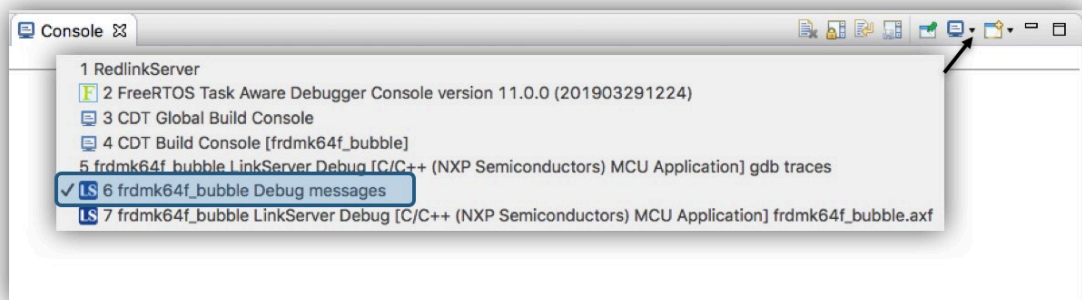 Console
1 RedlinkServer
F 2 FreeRTOS Task Aware Debugger Console version 11.0.0 (201903291224)
3 CDT Global Build Console
4 CDT Build Console [frdmk64f_bubble]
5 frdmk64f_bubble LinkServer Debug [C/C++ (NXP Semiconductors) MCU Application] gdb traces
✓ LS 6 frdmk64f_bubble Debug messages
LS 7 frdmk64f_bubble LinkServer Debug [C/C++ (NXP Semiconductors) MCU Application] frdmk64f_bubble.axf